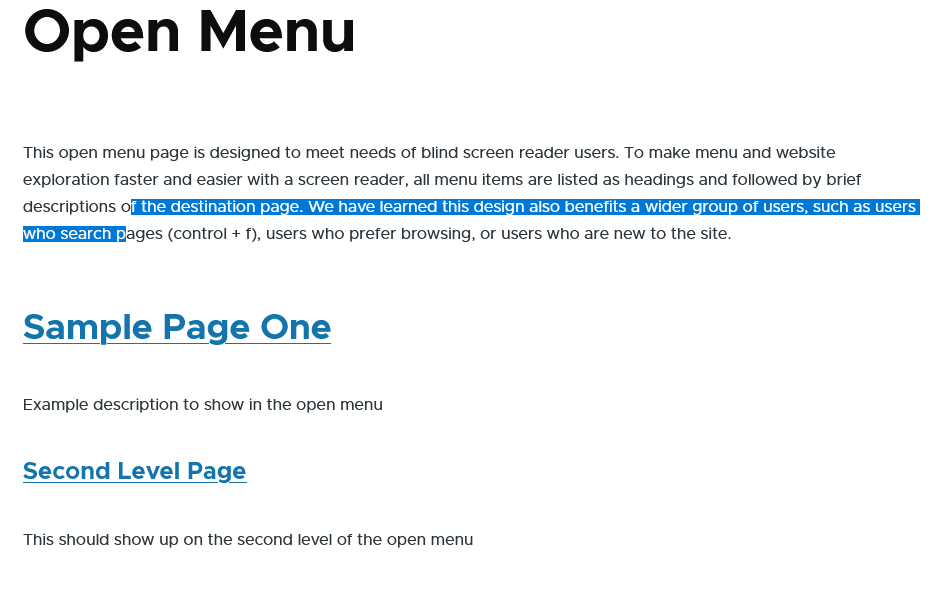 Open Menu
This open menu page is designed to meet needs of blind screen reader users. To make menu and website
exploration faster and easier with a screen reader, all menu items are listed as headings and followed by brief
descriptions of the destination page. We have learned this design also benefits a wider group of users, such as users
who search pages (control + f), users who prefer browsing, or users who are new to the site.
Sample Page One
Example description to show in the open menu
Second Level Page
This should show up on the second level of the open menu